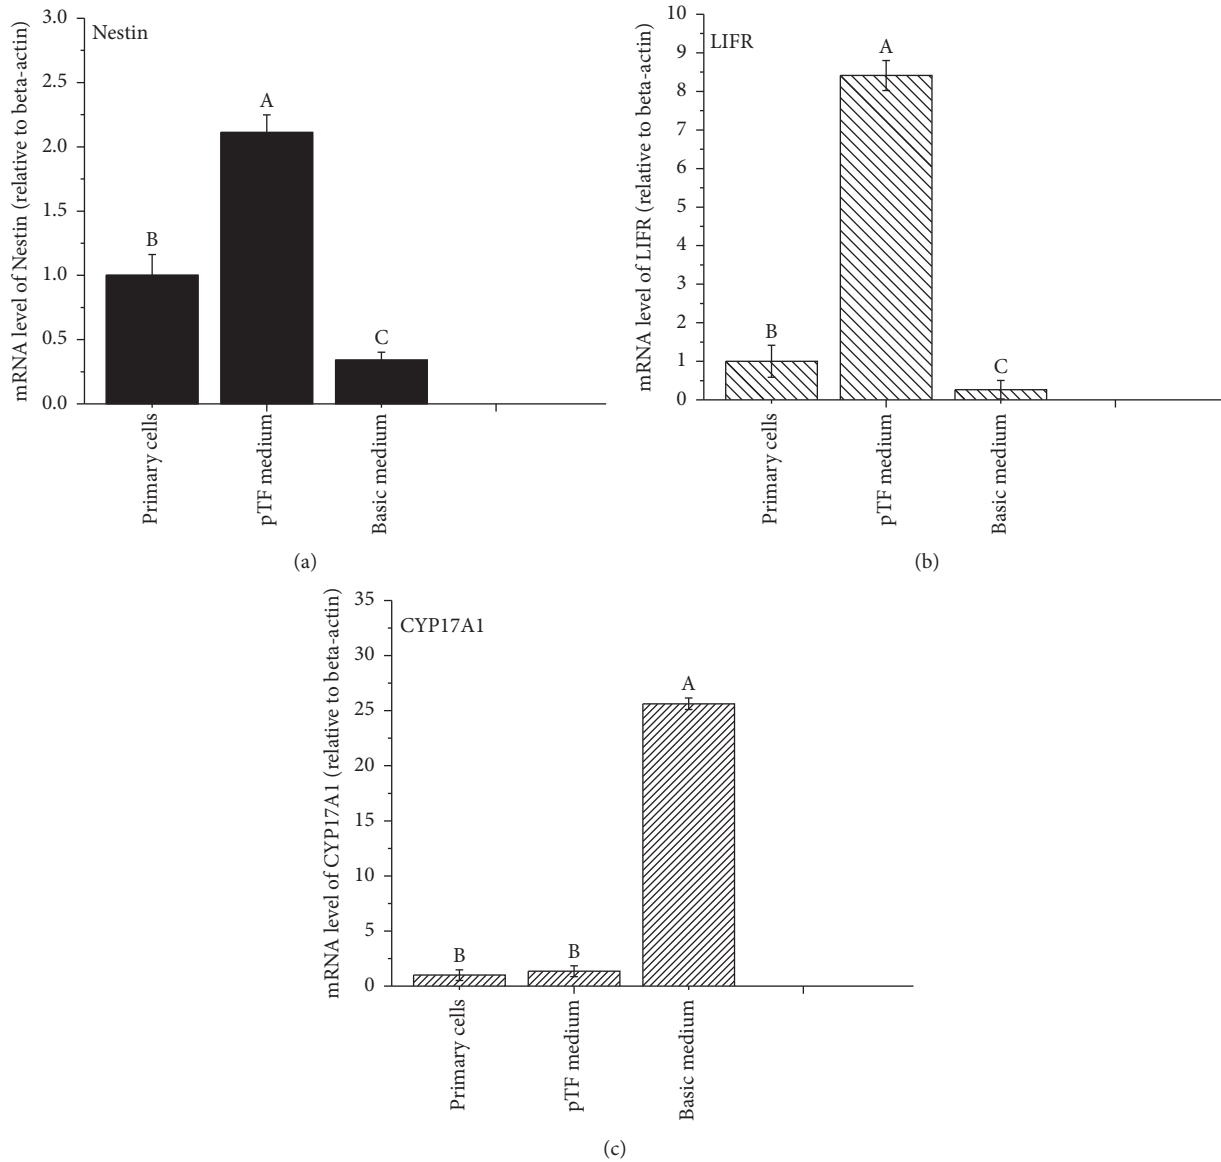 Nestin
mRNA level of Nestin (relative to beta-actin)
3.0
2.5
2.0
1.5
1.0
0.5
0.0
B
A
C
Primary cells
pTF medium
Basic medium
(a)
LIFR
mRNA level of LIFR (relative to beta-actin)
10
9
8
7
6
5
4
3
2
1
0
B
A
C
Primary cells
pTF medium
Basic medium
(b)
CYP17A1
mRNA level of CYP17A1 (relative to beta-actin)
35
30
25
20
15
10
5
0
B
B
A
Primary cells
pTF medium
Basic medium
(c)